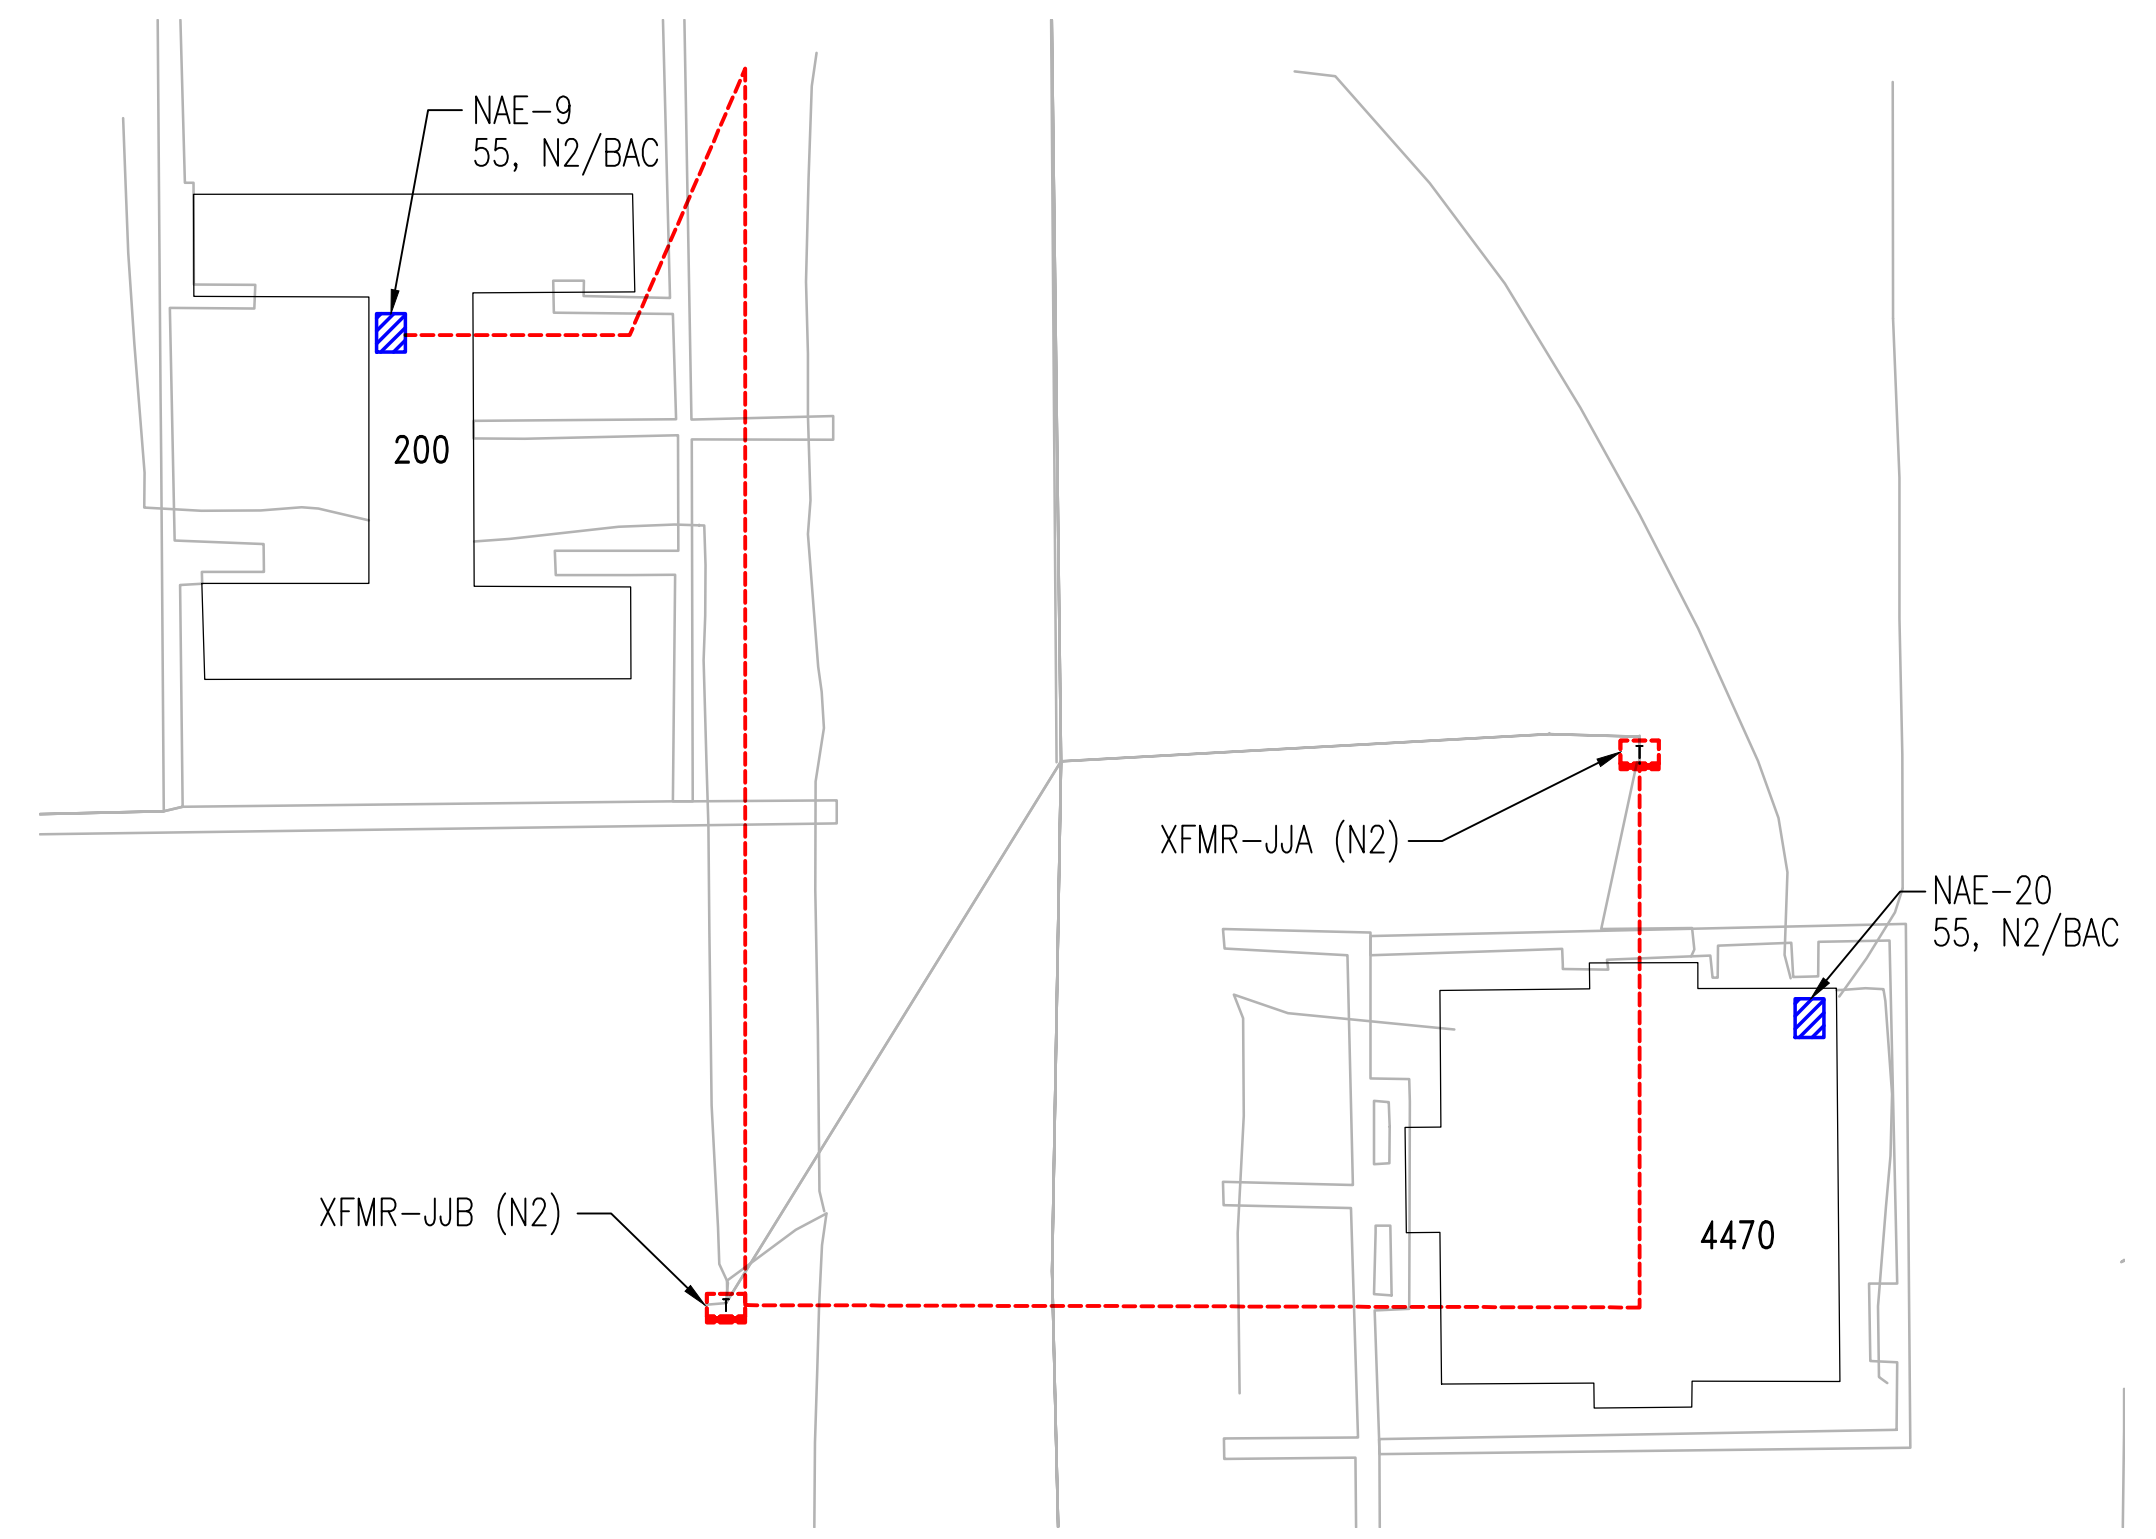 NAE-9
55, N2/BAC
200
T
XFMR-JJA (N2)
NAE-20
55, N2/BAC
XFMR-JJB (N2)
4470
T